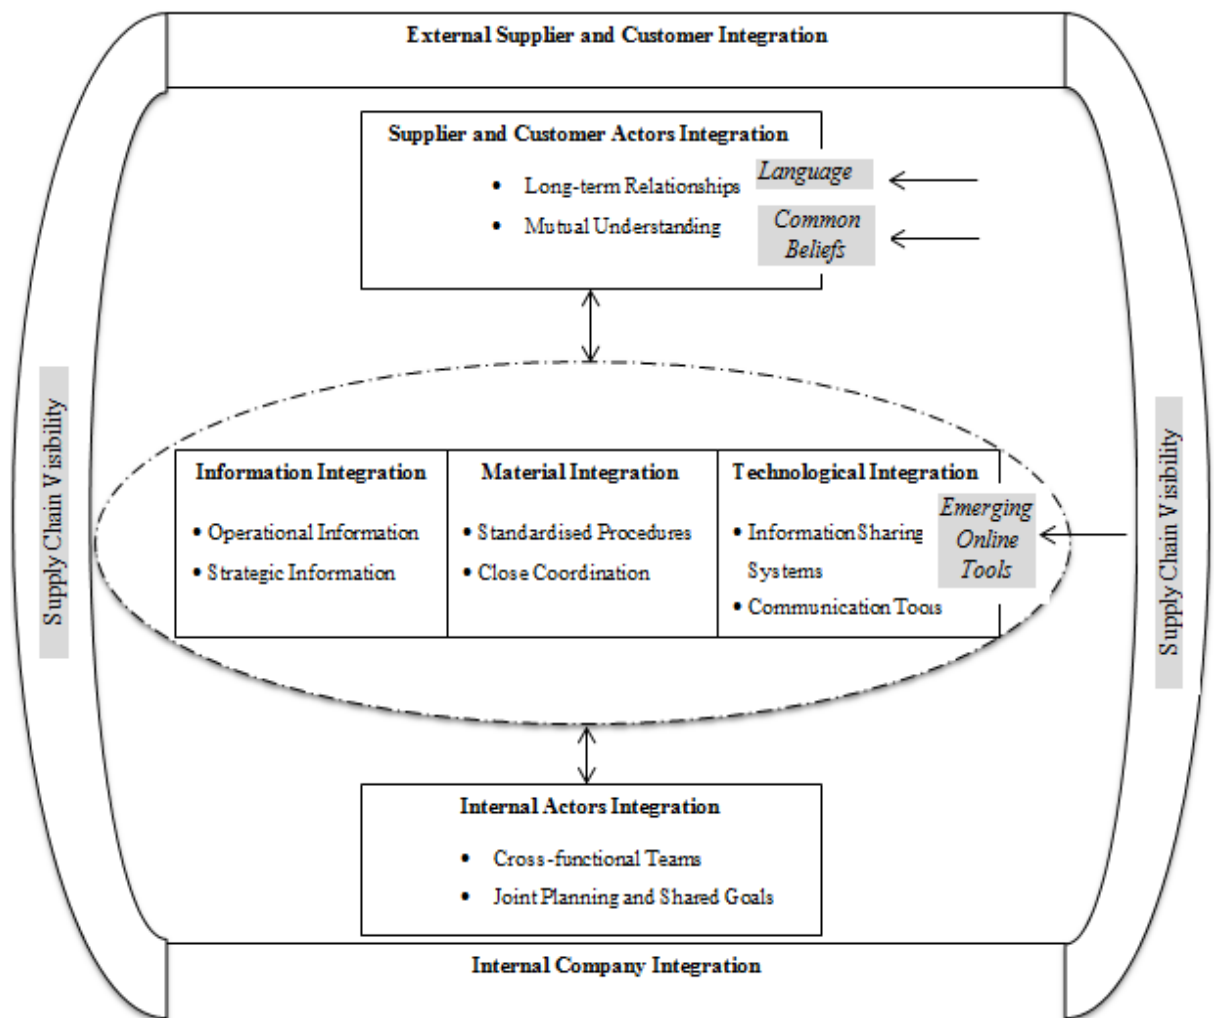 External Supplier and Customer Integration
Supplier and Customer Actors Integration
• Long-term Relationships
Language
• Mutual Understanding
Common
Beliefs
Supply Chain Visibility
Supply Chain Visibility
Information Integration
• Operational Information
• Strategic Information
Material Integration
• Standardised Procedures
• Close Coordination
Technological Integration
• Information Sharing
Systems
• Communication Tools
Emerging
Online
Tools
Internal Actors Integration
• Cross-functional Teams
• Joint Planning and Shared Goals
Internal Company Integration